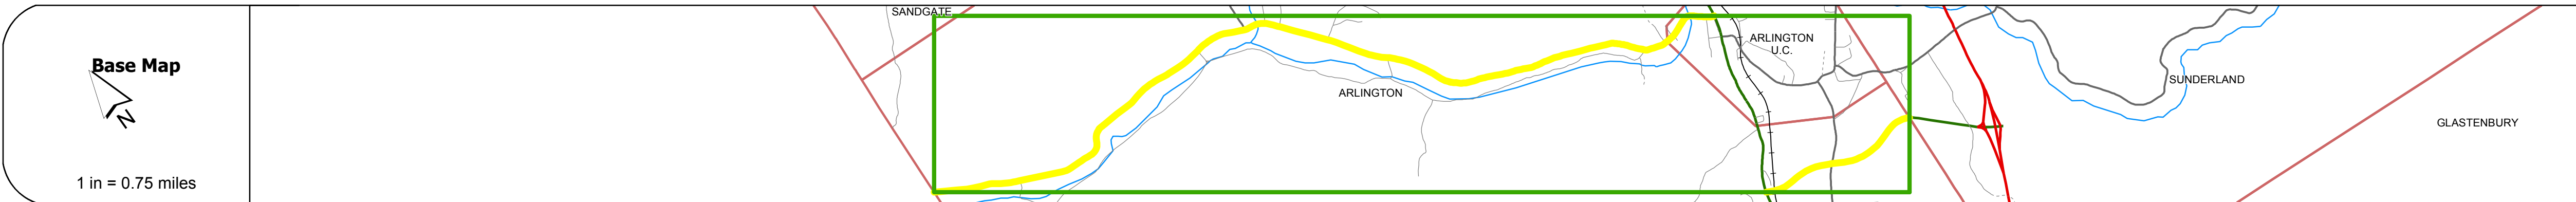 Base Map
N
1 in = 0.75 miles
SANDGATE
ARLINGTON
ARLINGTON
U.C.
SUNDERLAND
GLASTENBURY